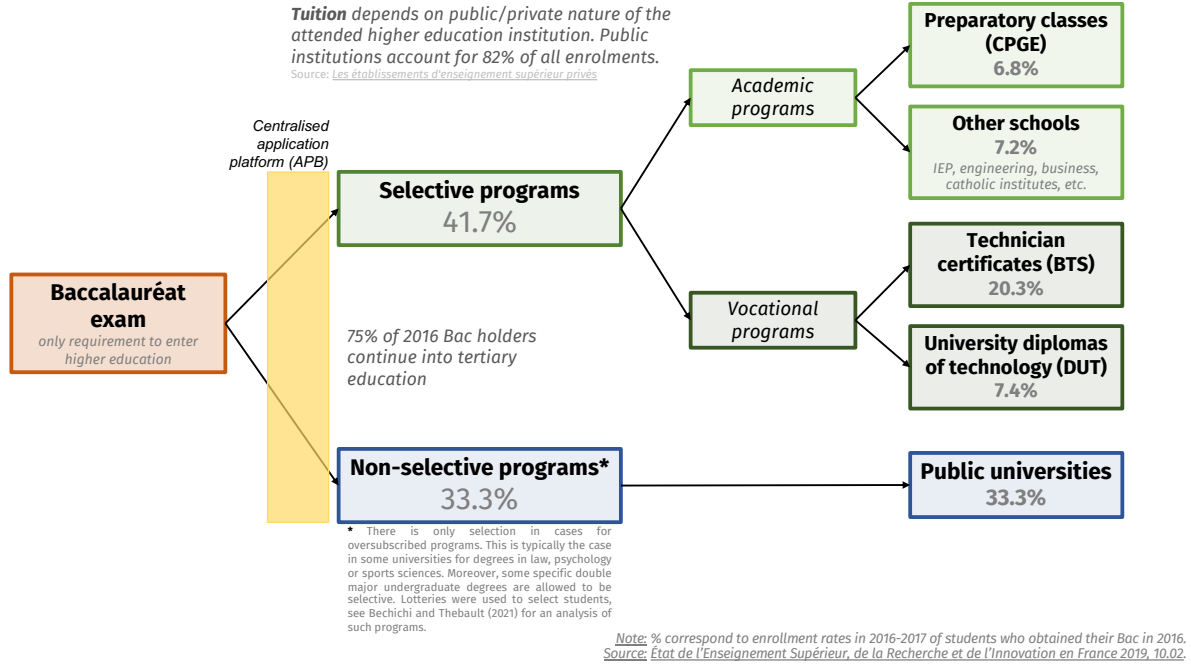 Tuition depends on public/private nature of the
attended higher education institution. Public
institutions account for 82% of all enrolments.
Source: Les établissements d'enseignement supérieur privés
Centralised
application
platform (APB)
Baccalauréat
exam
only requirement to enter
higher education
Selective programs
41.7%
75% of 2016 Bac holders
continue into tertiary
education
Non-selective programs*
33.3%
* There is only selection in cases for
oversubscribed programs. This is typically the case
in some universities for degrees in law, psychology
or sports sciences. Moreover, some specific double
major undergraduate degrees are allowed to be
selective. Lotteries were used to select students,
see Bechichi and Thebault (2021) for an analysis of
such programs.
Academic
programs
Vocational
programs
Preparatory classes
(CPGE)
6.8%
Other schools
7.2%
IEP, engineering, business,
catholic institutes, etc.
Technician
certificates (BTS)
20.3%
University diplomas
of technology (DUT)
7.4%
Public universities
33.3%
Note: % correspond to enrollment rates in 2016-2017 of students who obtained their Bac in 2016.
Source: État de l'Enseignement Supérieur, de la Recherche et de l'Innovation en France 2019, 10.02.